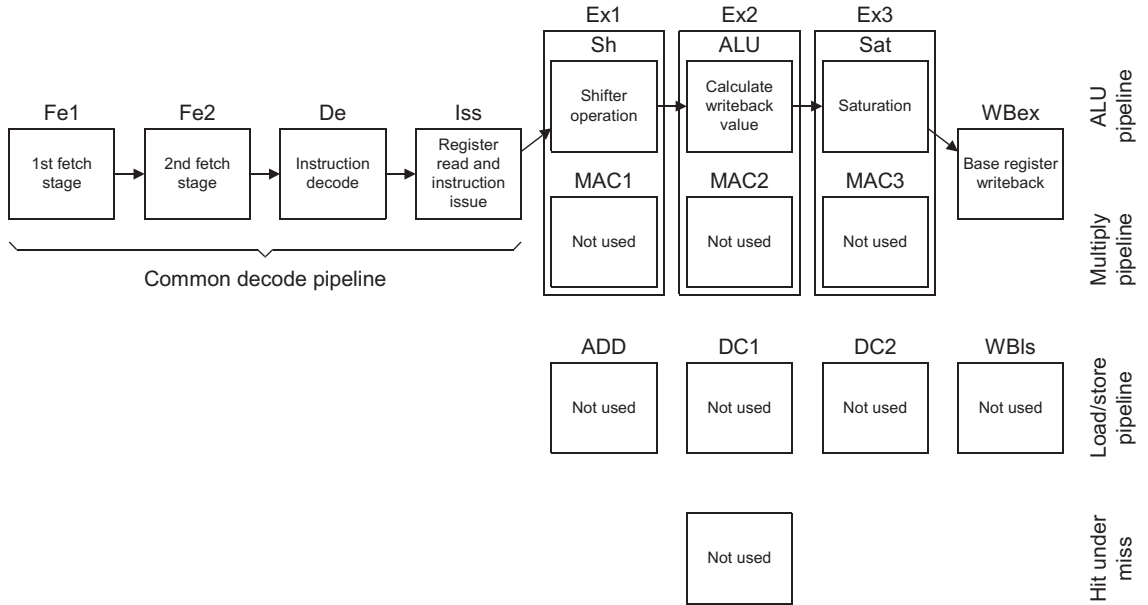 Ex1 Ex2 Ex3
Sh ALU Sat
Fe1 Fe2 De Iss WBex
1st fetch
stage
2nd fetch
stage
Instruction
decode
Register
read and
instruction
issue
Shifter
operation
Calculate
writeback
value
Saturation
Base register
writeback
ALU
pipeline
MAC1 MAC2 MAC3
Not used Not used Not used
Multiply
pipeline
Common decode pipeline
ADD DC1 DC2 WBls
Not used Not used Not used Not used
Load/store
pipeline
Not used
Hit under
miss